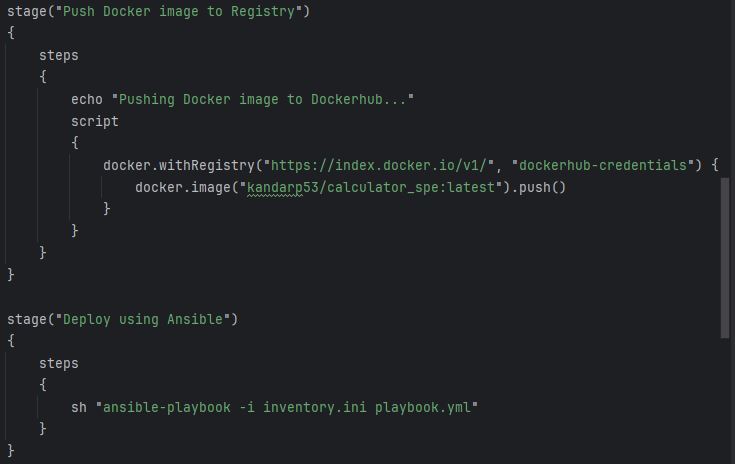 stage("Push Docker image to Registry")
{
    steps
    {
        echo "Pushing Docker image to Dockerhub..."
        script
        {
            docker.withRegistry("https://index.docker.io/v1/", "dockerhub-credentials") {
                docker.image("kandarp53/calculator_spe:latest").push()
            }
        }
    }
}

stage("Deploy using Ansible")
{
    steps
    {
        sh "ansible-playbook -i inventory.ini playbook.yml"
    }
}